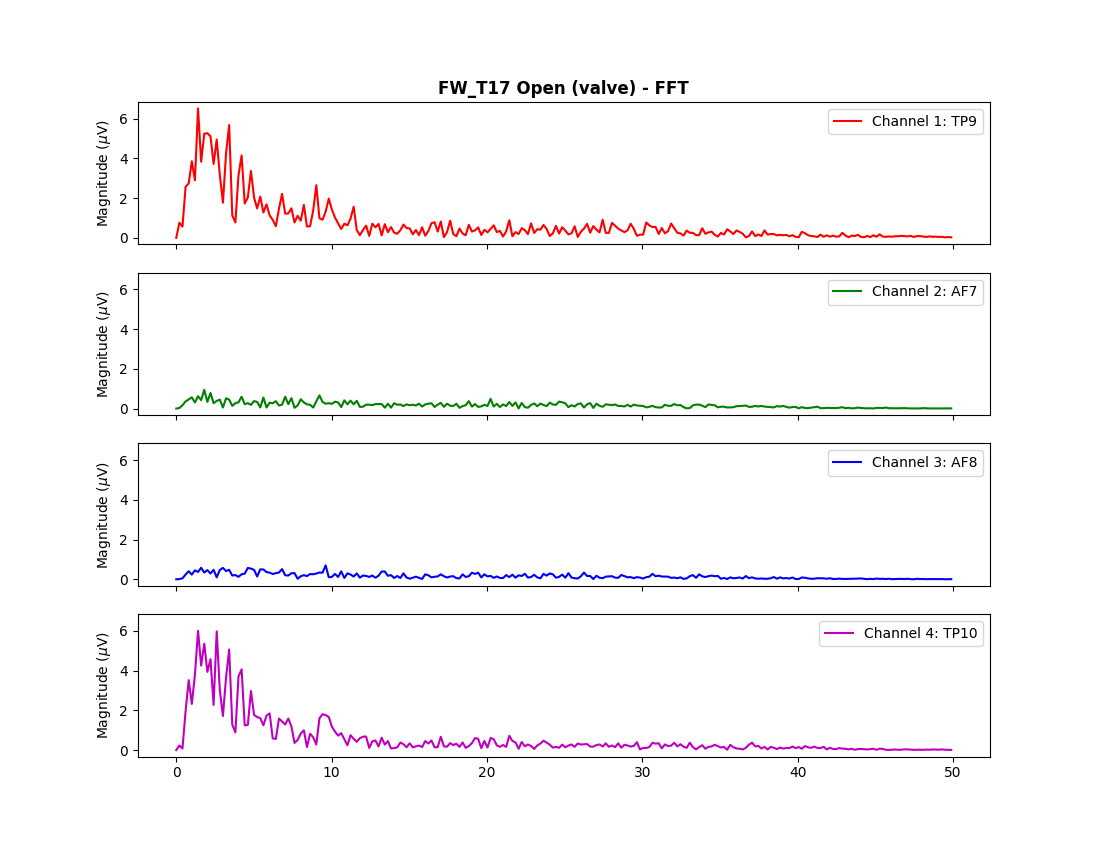 FW_T17 Open (valve) - FFT
Magnitude (μV)
6
4
2
0
Channel 1: TP9
Magnitude (μV)
6
4
2
0
Channel 2: AF7
Magnitude (μV)
6
4
2
0
Channel 3: AF8
Magnitude (μV)
6
4
2
0
Channel 4: TP10
0 10 20 30 40 50